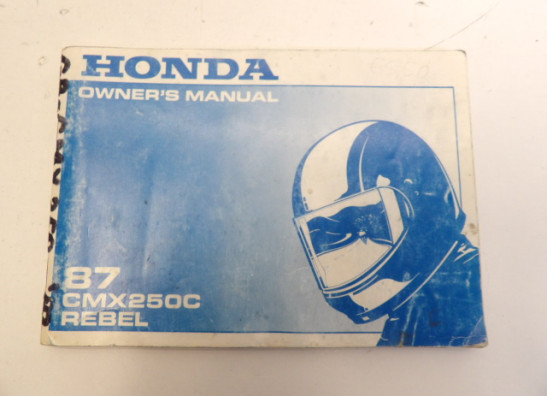 HONDA
OWNER'S MANUAL
87
CMX250C
REBEL